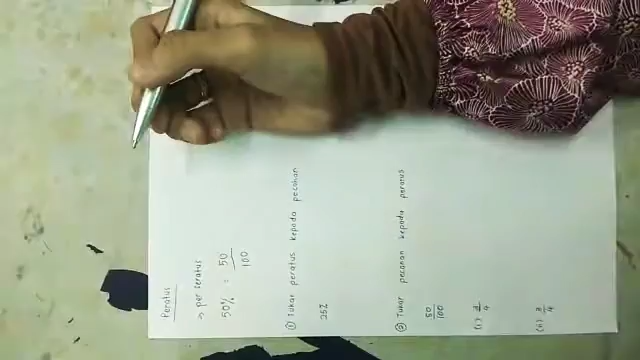 Peratus
⇒ per seratus
50% = 50/100
① Tukar peratus kepada pecahan
25%
② Tukar pecahan kepada peratus
50/100
(i) 3/4
(ii) 3/4